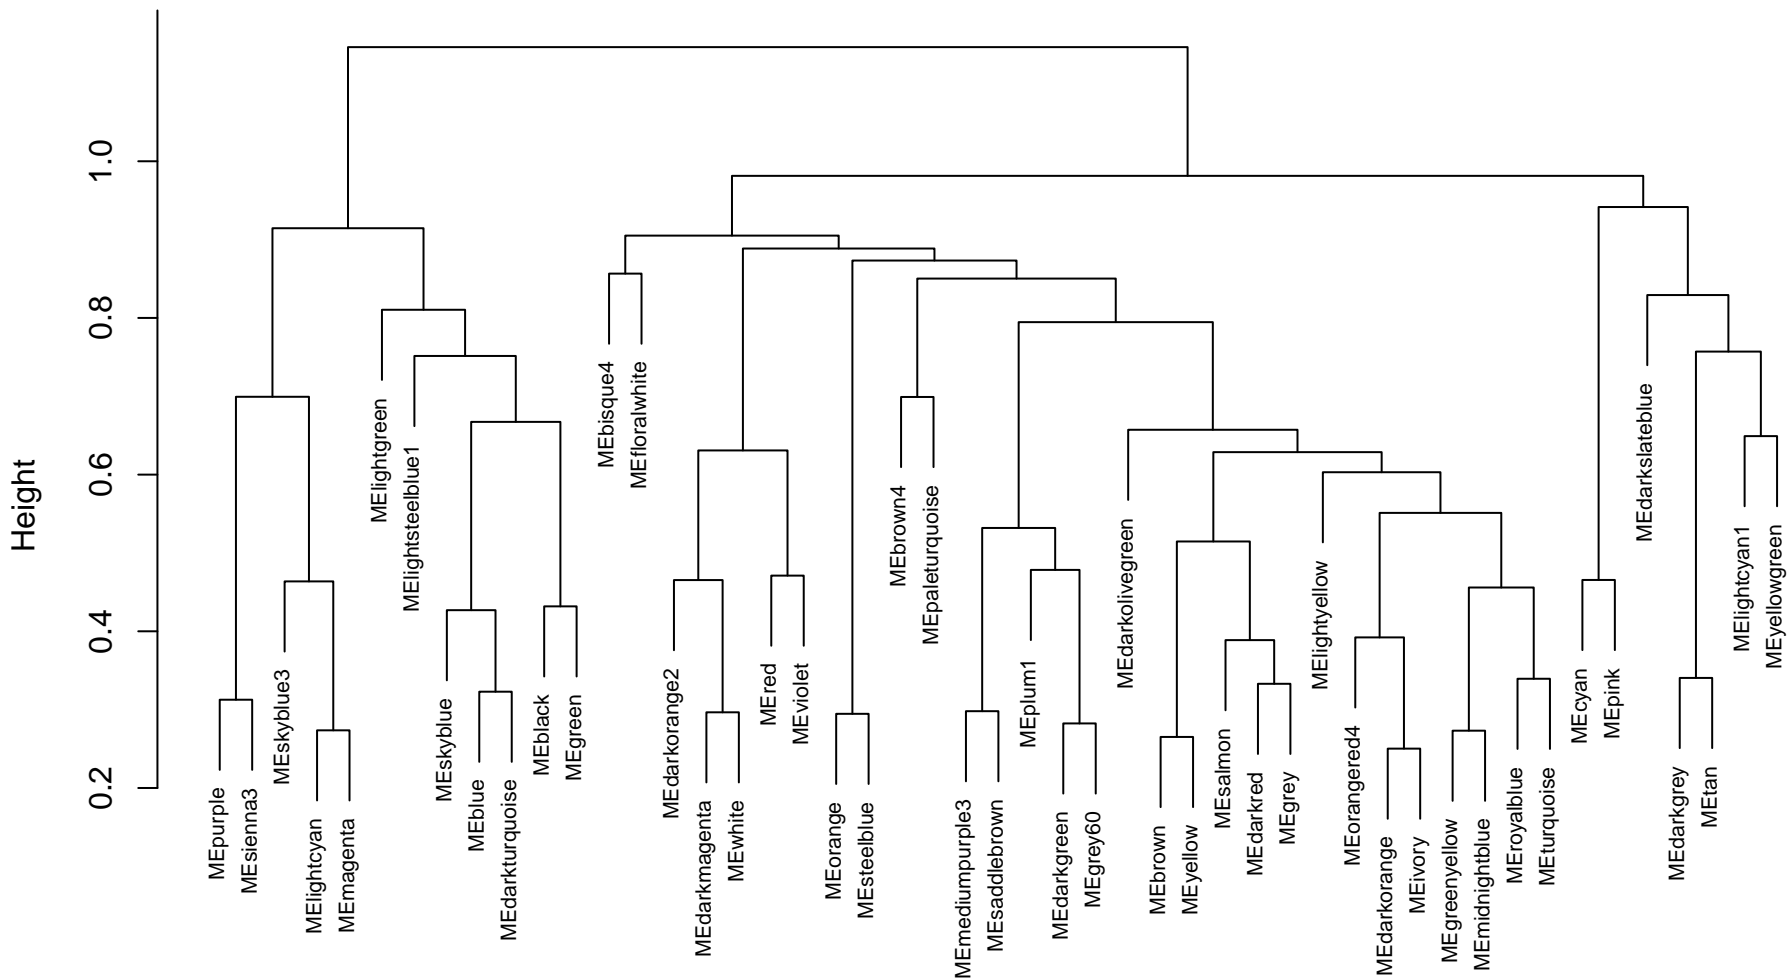 Height
1.0
0.8
0.6
0.4
0.2
MEpurple
MEsienna3
MEskyblue3
MElightcyan
MEmagenta
MElightgreen
MElightsteelblue1
MEskyblue
MEblue
MEdarkturquoise
MEblack
MEgreen
MEbisque4
MEfloralwhite
MEdarkorange2
MEdarkmagenta
MEwhite
MEred
MEviolet
MEorange
MEsteelblue
MEbrown4
MEpaleturquoise
MEmediumpurple3
MEsaddlebrown
MEplum1
MEdarkgreen
MEgrey60
MEdarkolivegreen
MEbrown
MEyellow
MEsalmon
MEdarkred
MEgrey
MElightyellow
MEorangered4
MEdarkorange
MEivory
MEgreenyellow
MEmidnightblue
MEroyalblue
MEturquoise
MEcyan
MEpink
MEdarkslateblue
MEdarkgrey
MEtan
MElightcyan1
MEyellowgreen